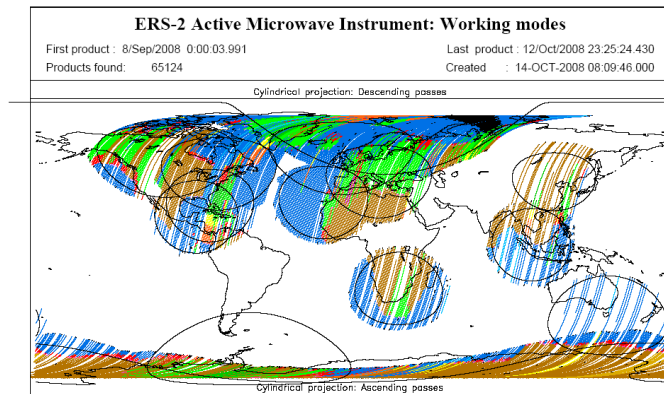 ERS-2 Active Microwave Instrument: Working modes
First product : 8/Sep/2008 0:00:03.991
Last product : 12/Oct/2008 23:25:24.430
Products found: 65124
Created : 14-OCT-2008 08:09:46.000
Cylindrical projection: Descending passes
Cylindrical projection: Ascending passes